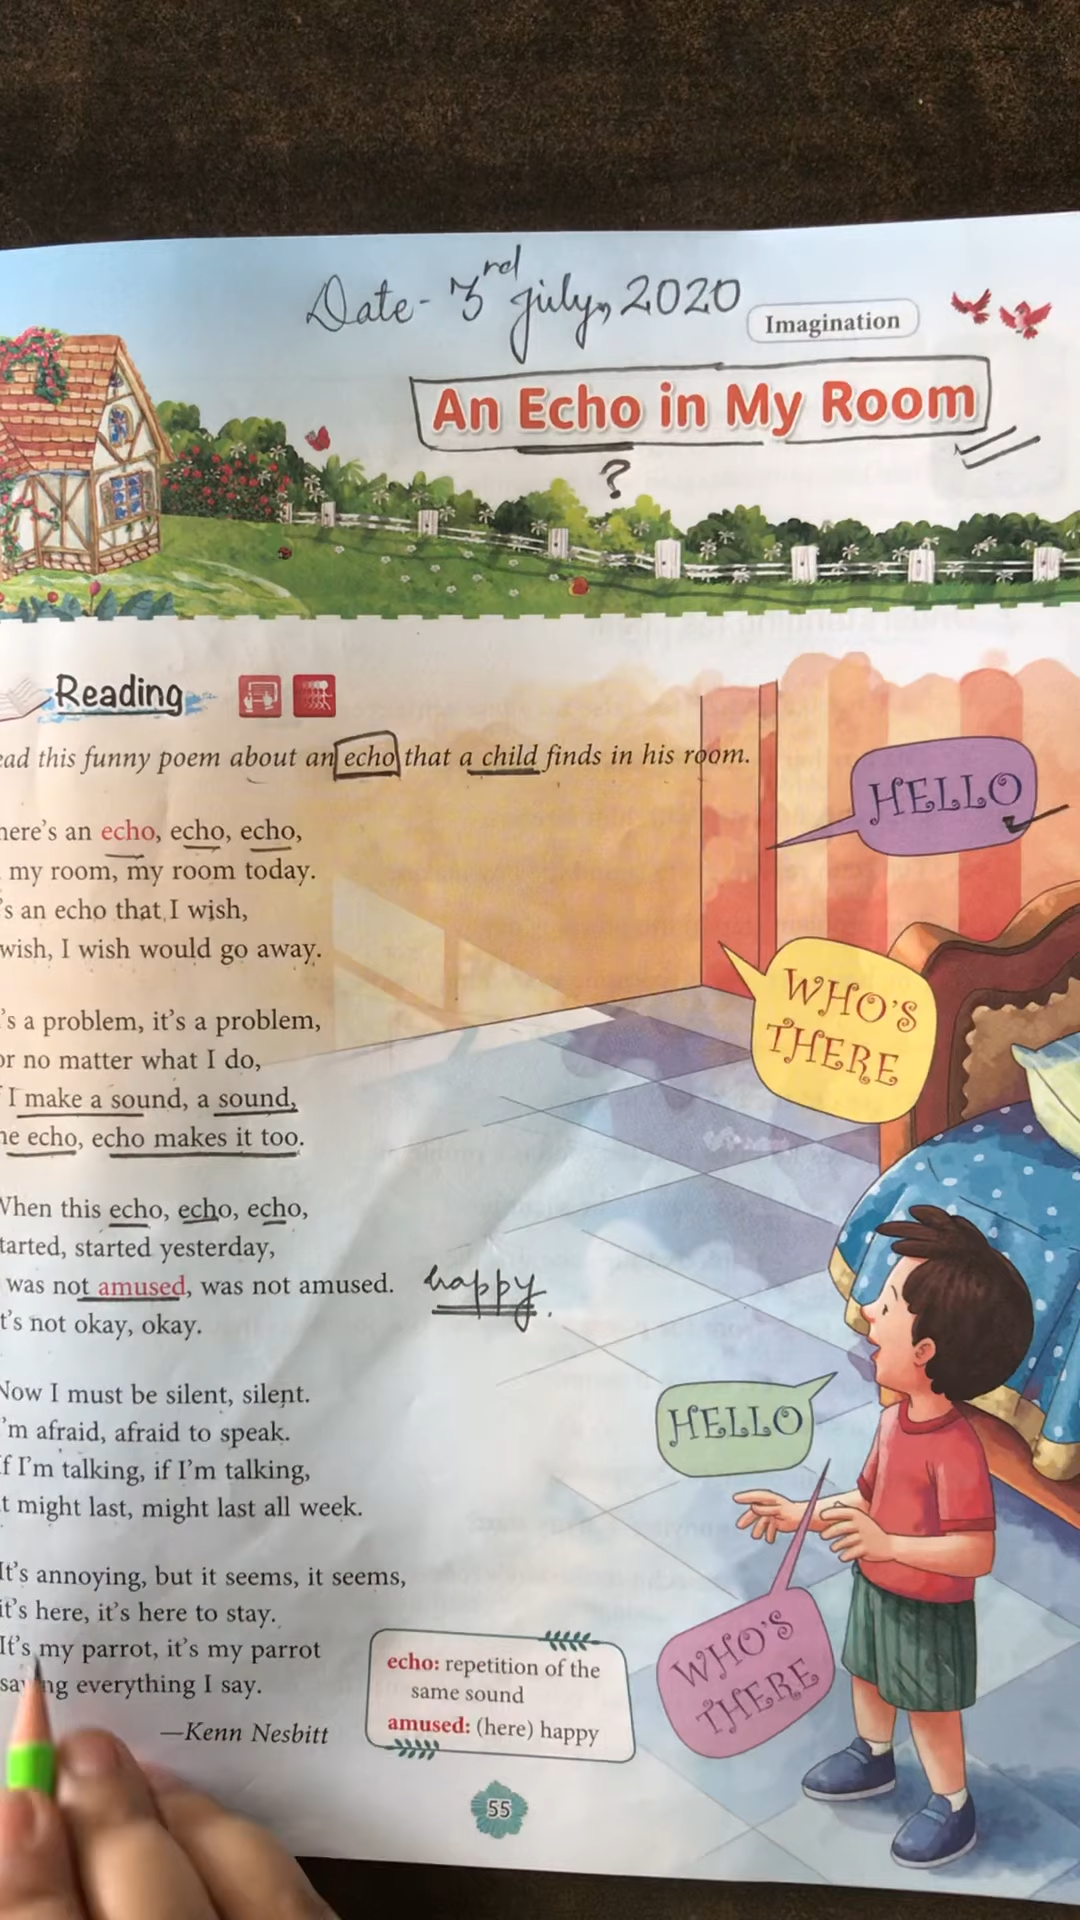 Date - 3rd July, 2020
Imagination
An Echo in My Room
?
Reading
ead this funny poem about an echo that a child finds in his room.
here's an echo, echo, echo,
my room, my room today.
's an echo that I wish,
wish, I wish would go away.
's a problem, it's a problem,
or no matter what I do,
I make a sound, a sound,
he echo, echo makes it too.
When this echo, echo, echo,
tarted, started yesterday,
was not amused, was not amused. happy.
t's not okay, okay.
Now I must be silent, silent.
'm afraid, afraid to speak.
If I'm talking, if I'm talking,
t might last, might last all week.
It's annoying, but it seems, it seems,
it's here, it's here to stay.
It's my parrot, it's my parrot
everything I say.
—Kenn Nesbitt
HELLO
WHO'S
THERE
HELLO
WHO'S
THERE
echo: repetition of the
same sound
amused: (here) happy
55